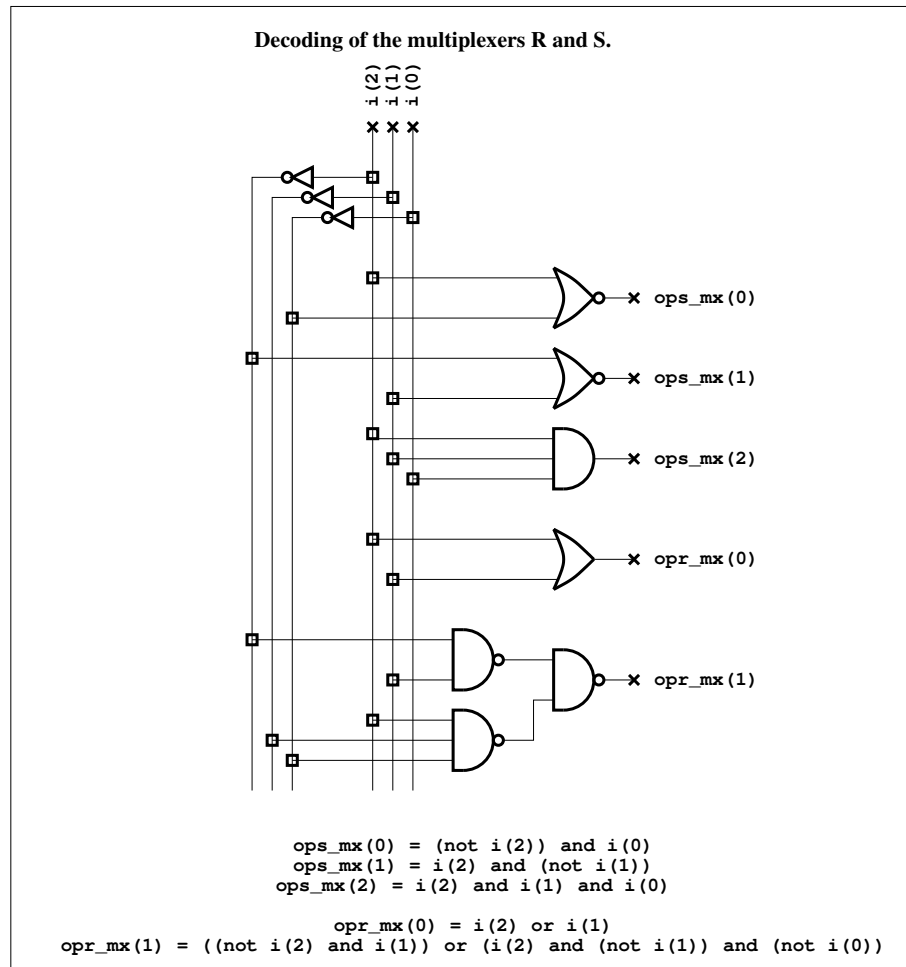 Decoding of the multiplexers R and S.
i(2)
i(1)
i(0)
ops_mx(0)
ops_mx(1)
ops_mx(2)
opr_mx(0)
opr_mx(1)
ops_mx(0) = (not i(2)) and i(0)
ops_mx(1) = i(2) and (not i(1))
ops_mx(2) = i(2) and i(1) and i(0)
opr_mx(0) = i(2) or i(1)
opr_mx(1) = ((not i(2) and i(1)) or (i(2) and (not i(1)) and (not i(0))